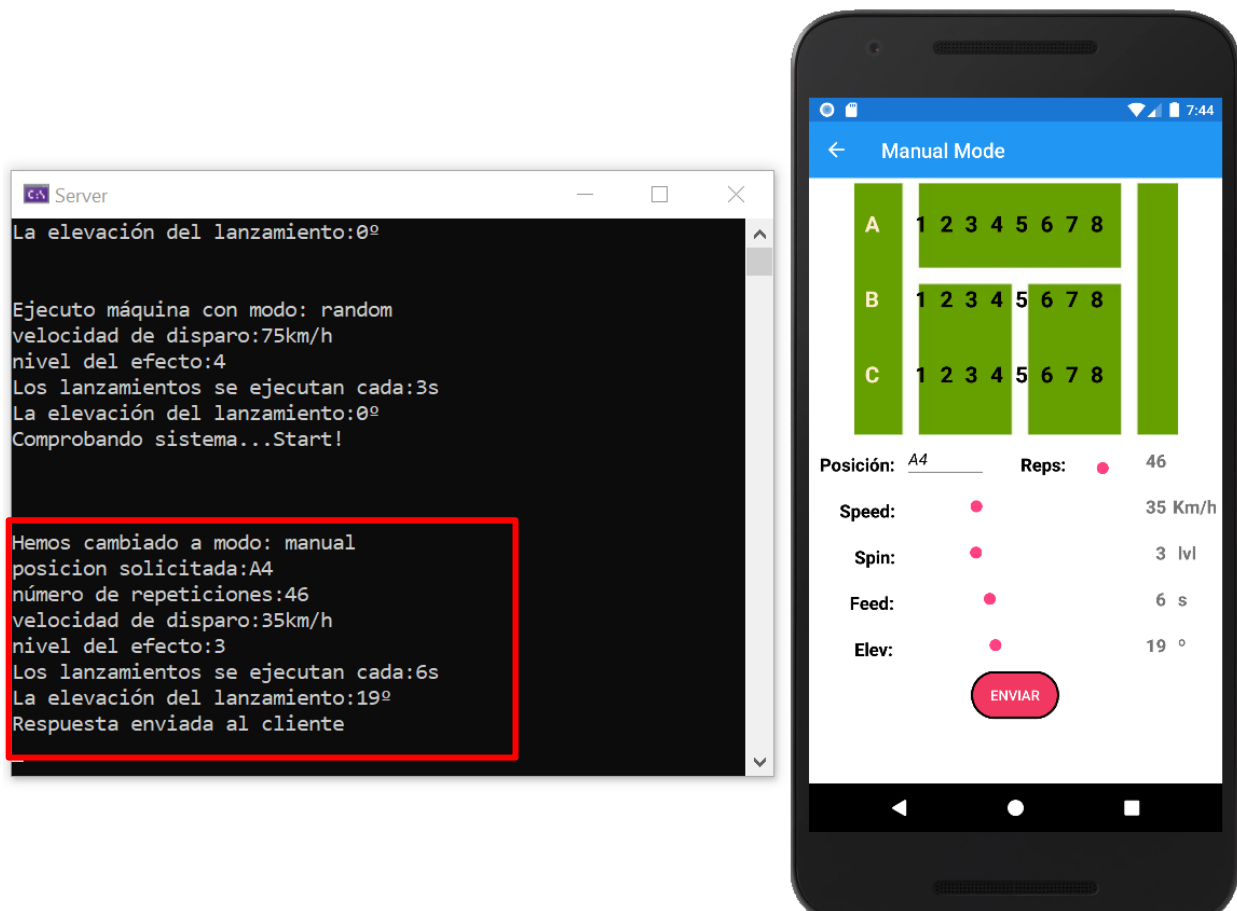 Server
La elevación del lanzamiento:0º
Ejecuto máquina con modo: random
velocidad de disparo:75km/h
nivel del efecto:4
Los lanzamientos se ejecutan cada:3s
La elevación del lanzamiento:0º
Comprobando sistema...Start!
Hemos cambiado a modo: manual
posicion solicitada:A4
número de repeticiones:46
velocidad de disparo:35km/h
nivel del efecto:3
Los lanzamientos se ejecutan cada:6s
La elevación del lanzamiento:19º
Respuesta enviada al cliente
7:44
Manual Mode
A 1 2 3 4 5 6 7 8
B 1 2 3 4 5 6 7 8
C 1 2 3 4 5 6 7 8
Posición: A4 Reps: 46
Speed: 35 Km/h
Spin: 3 lvl
Feed: 6 s
Elev: 19 º
ENVIAR